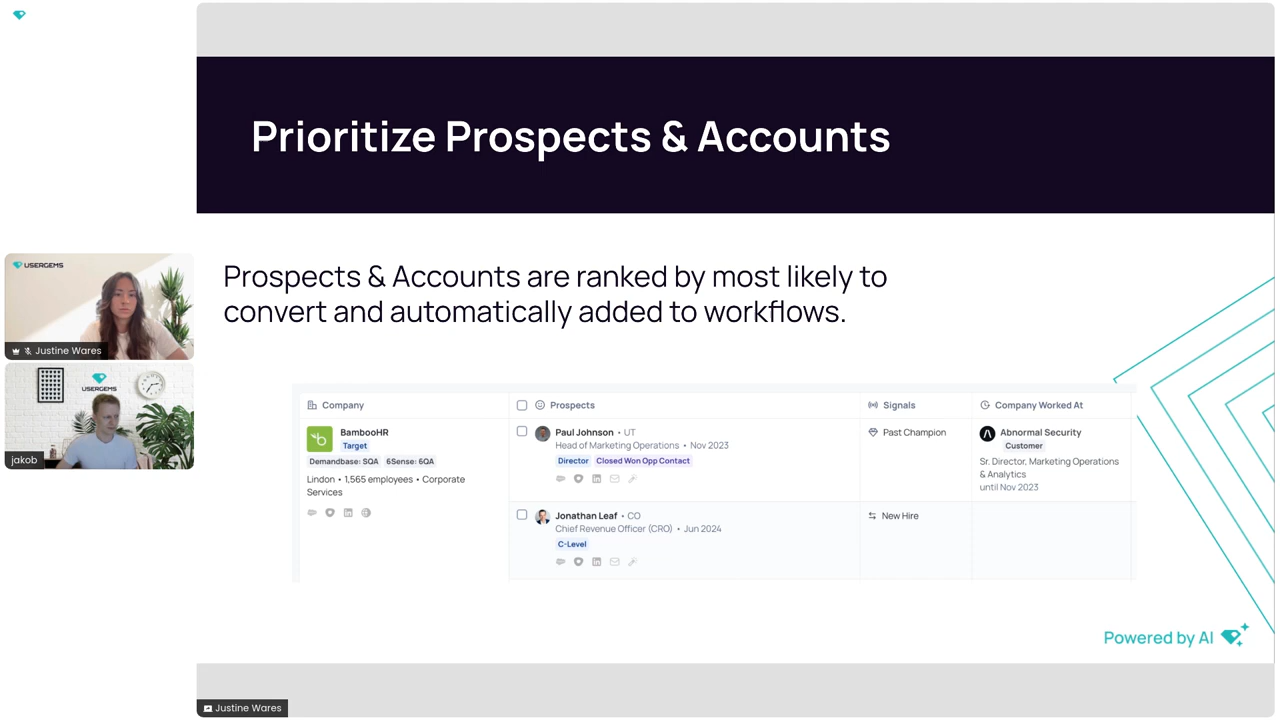 Prioritize Prospects & Accounts
Prospects & Accounts are ranked by most likely to
convert and automatically added to workflows.
USERGEMS
Justine Wares
USERGEMS
jakob
Company
Prospects
Signals
Company Worked At
BambooHR
Target
Demandbase: SQA 6Sense: 6QA
Lindon • 1,565 employees • Corporate
Services
Paul Johnson • UT
Head of Marketing Operations • Nov 2023
Director Closed Won Opp Contact
Past Champion
Abnormal Security
Customer
Sr. Director, Marketing Operations
& Analytics
until Nov 2023
Jonathan Leaf • CO
Chief Revenue Officer (CRO) • Jun 2024
C-Level
New Hire
Powered by AI
Justine Wares